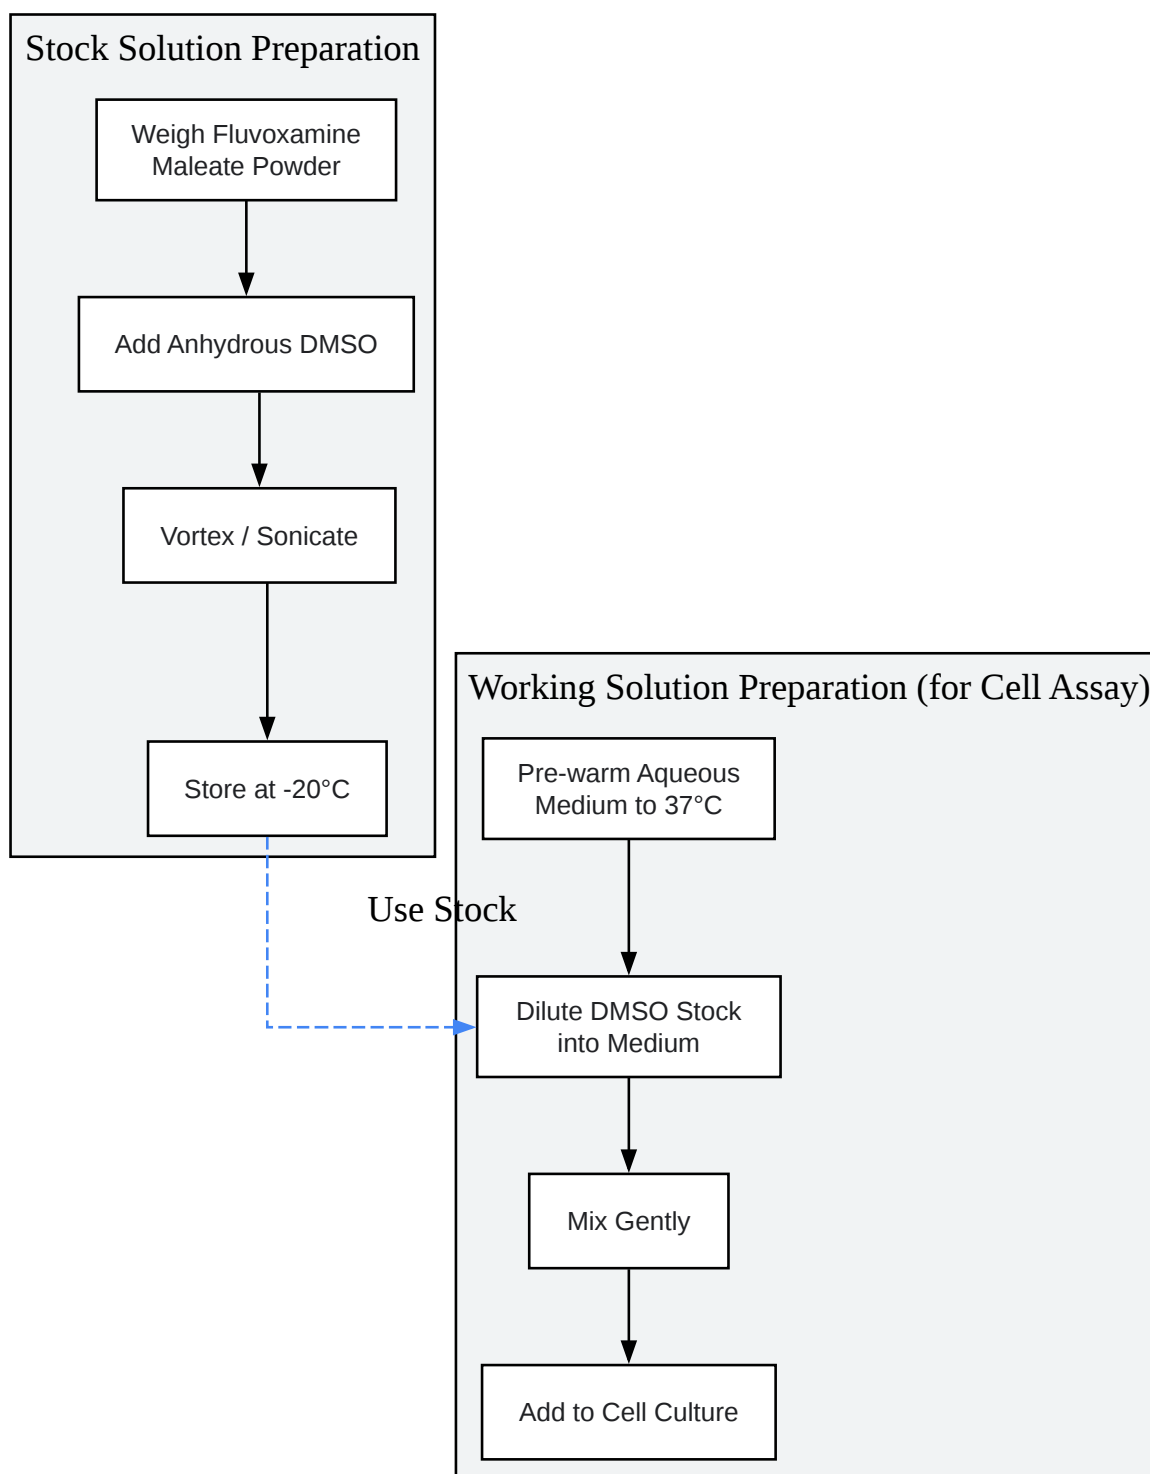 Stock Solution Preparation
Weigh Fluvoxamine
Maleate Powder
Add Anhydrous DMSO
Vortex / Sonicate
Store at -20°C
Working Solution Preparation (for Cell Assay)
Pre-warm Aqueous
Medium to 37°C
Use Stock
Dilute DMSO Stock
into Medium
Mix Gently
Add to Cell Culture